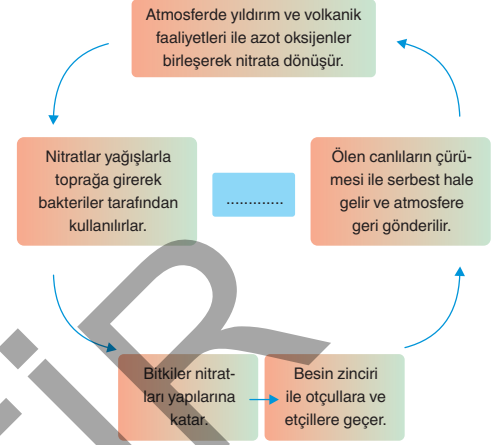 Atmosferde yıldırım ve volkanik
faaliyetleri ile azot oksijenler
birleşerek nitrata dönüşür.
Nitratlar yağışlarla
toprağa girerek
bakteriler tarafından
kullanılırlar.
.............
Ölen canlıların çürü-
mesi ile serbest hale
gelir ve atmosfere
geri gönderilir.
Bitkiler nitrat-
ları yapılarına
katar.
Besin zinciri
ile otçullara ve
etçillere geçer.